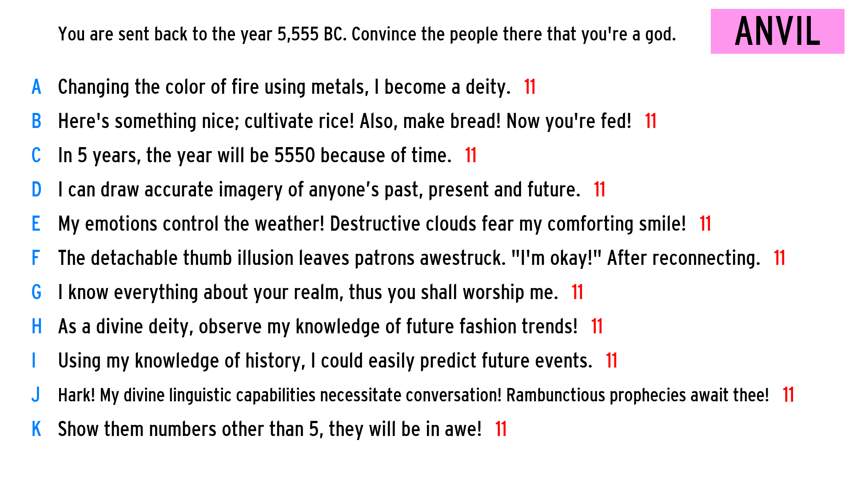 You are sent back to the year 5,555 BC. Convince the people there that you're a god.
ANVIL
A Changing the color of fire using metals, I become a deity. 11
B Here's something nice; cultivate rice! Also, make bread! Now you're fed! 11
C In 5 years, the year will be 5550 because of time. 11
D I can draw accurate imagery of anyone’s past, present and future. 11
E My emotions control the weather! Destructive clouds fear my comforting smile! 11
F The detachable thumb illusion leaves patrons awestruck. "I'm okay!" After reconnecting. 11
G I know everything about your realm, thus you shall worship me. 11
H As a divine deity, observe my knowledge of future fashion trends! 11
I Using my knowledge of history, I could easily predict future events. 11
J Hark! My divine linguistic capabilities necessitate conversation! Rambunctious prophecies await thee! 11
K Show them numbers other than 5, they will be in awe! 11